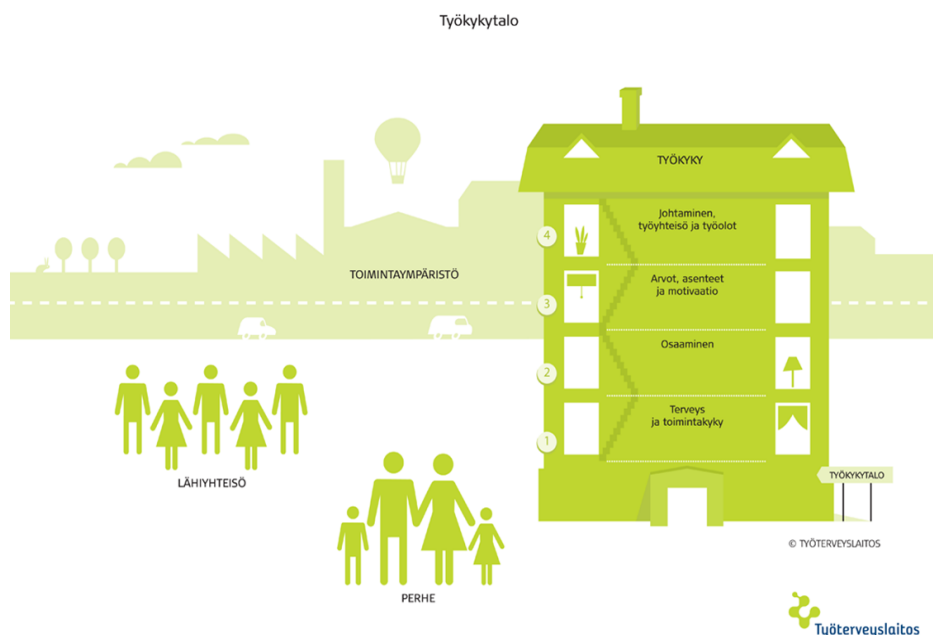 Työkykytalo
TYÖKYKY
4
Johtaminen,
työyhteisö ja työolot
TOIMINTAYMPÄRISTÖ
3
Arvot, asenteet
ja motivaatio
2
Osaaminen
1
Terveys
ja toimintakyky
LÄHIYHTEISÖ
TYÖKYKYTALO
© TYÖTERVEYSLAITOS
PERHE
Työterveyslaitos